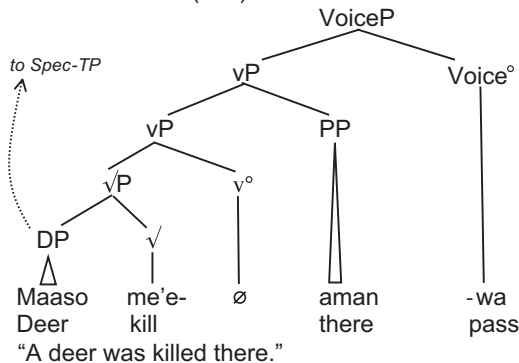 VoiceP
to Spec-TP
vP
Voice°
vP
PP
√P
v°
DP
√
Maaso me'e- ∅ aman -wa
Deer kill there pass
"A deer was killed there."